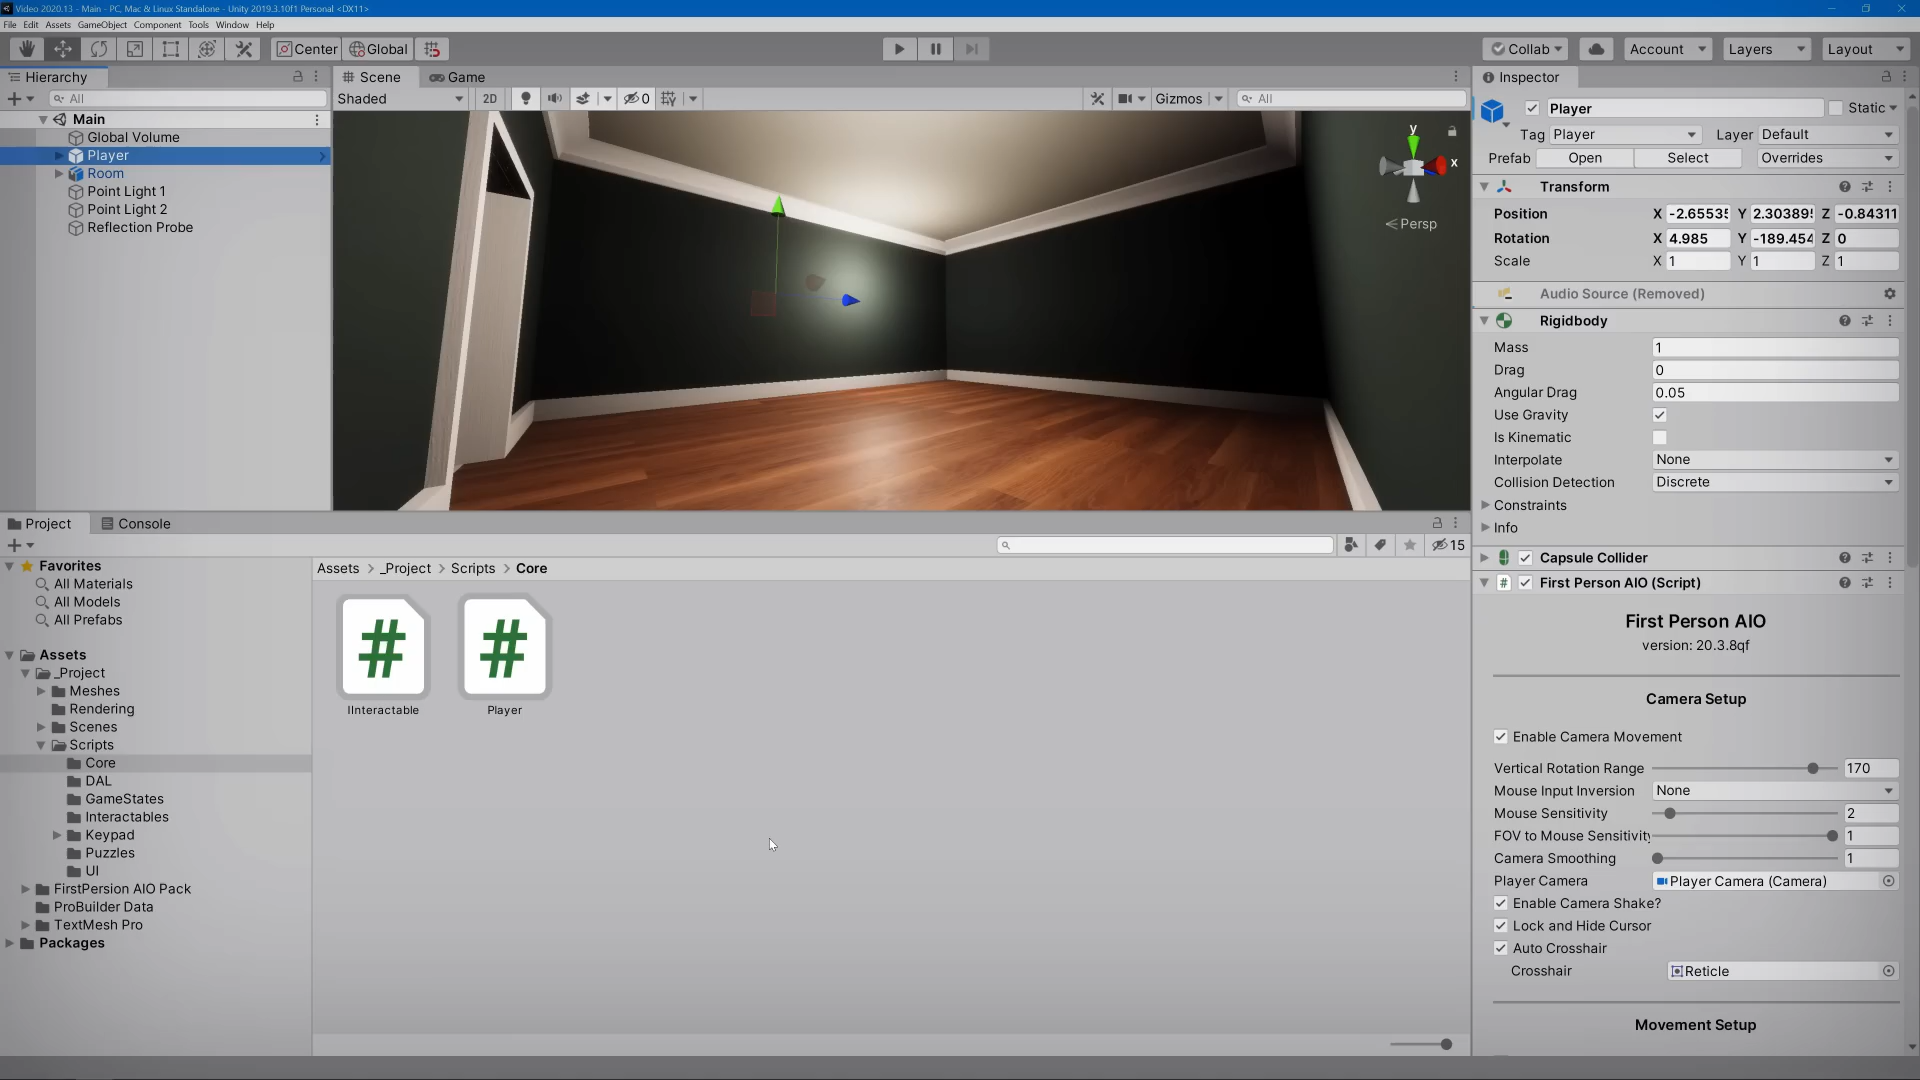 Video 2020.13 - Main - PC, Mac & Linux Standalone - Unity 2019.3.10f1 Personal <DX11>
File Edit Assets GameObject Component Tools Window Help
Center Global
Collab Account Layers Layout
Hierarchy
All
Main
Global Volume
Player
Room
Point Light 1
Point Light 2
Reflection Probe
Scene Game
Shaded 2D 0 Gizmos All
y
x
Persp
Inspector
Player Static
Tag Player Layer Default
Prefab Open Select Overrides
Transform
Position X -2.65535 Y 2.303895 Z -0.84311
Rotation X 4.985 Y -189.454 Z 0
Scale X 1 Y 1 Z 1
Audio Source (Removed)
Rigidbody
Mass 1
Drag 0
Angular Drag 0.05
Use Gravity
Is Kinematic
Interpolate None
Collision Detection Discrete
Constraints
Info
Capsule Collider
First Person AIO (Script)
First Person AIO
version: 20.3.8qf
Camera Setup
Enable Camera Movement
Vertical Rotation Range 170
Mouse Input Inversion None
Mouse Sensitivity 2
FOV to Mouse Sensitivity 1
Camera Smoothing 1
Player Camera Player Camera (Camera)
Enable Camera Shake?
Lock and Hide Cursor
Auto Crosshair
Crosshair Reticle
Movement Setup
Project Console
15
Favorites
All Materials
All Models
All Prefabs
Assets
_Project
Meshes
Rendering
Scenes
Scripts
Core
DAL
GameStates
Interactables
Keypad
Puzzles
UI
FirstPersion AIO Pack
ProBuilder Data
TextMesh Pro
Packages
Assets > _Project > Scripts > Core
# #
IInteractable Player